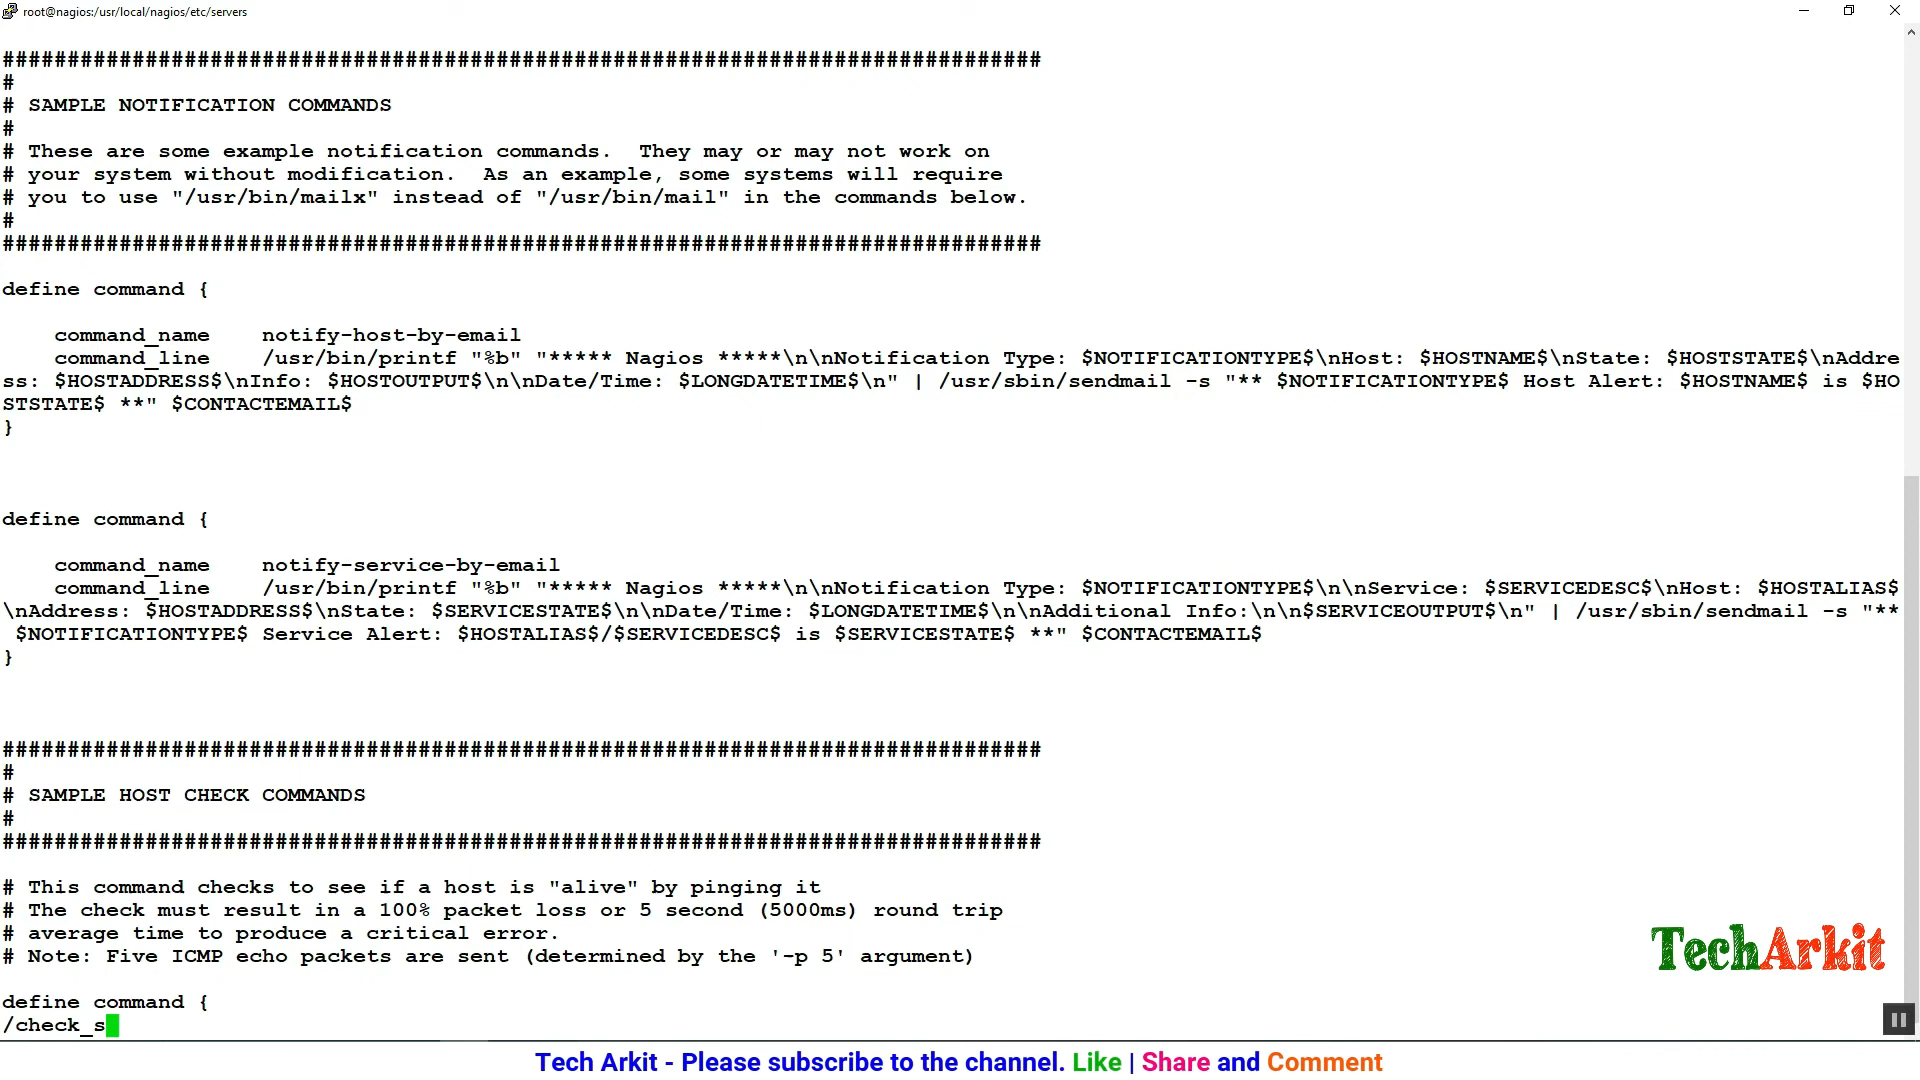 root@nagios:/usr/local/nagios/etc/servers
################################################################################
#
# SAMPLE NOTIFICATION COMMANDS
#
# These are some example notification commands.  They may or may not work on
# your system without modification.  As an example, some systems will require
# you to use "/usr/bin/mailx" instead of "/usr/bin/mail" in the commands below.
#
################################################################################
define command {
    command_name    notify-host-by-email
    command_line    /usr/bin/printf "%b" "***** Nagios *****\n\nNotification Type: $NOTIFICATIONTYPE$\nHost: $HOSTNAME$\nState: $HOSTSTATE$\nAddre
ss: $HOSTADDRESS$\nInfo: $HOSTOUTPUT$\n\nDate/Time: $LONGDATETIME$\n" | /usr/sbin/sendmail -s "** $NOTIFICATIONTYPE$ Host Alert: $HOSTNAME$ is $HO
STSTATE$ **" $CONTACTEMAIL$
}
define command {
    command_name    notify-service-by-email
    command_line    /usr/bin/printf "%b" "***** Nagios *****\n\nNotification Type: $NOTIFICATIONTYPE$\n\nService: $SERVICEDESC$\nHost: $HOSTALIAS$
\nAddress: $HOSTADDRESS$\nState: $SERVICESTATE$\n\nDate/Time: $LONGDATETIME$\n\nAdditional Info:\n\n$SERVICEOUTPUT$\n" | /usr/sbin/sendmail -s "**
 $NOTIFICATIONTYPE$ Service Alert: $HOSTALIAS$/$SERVICEDESC$ is $SERVICESTATE$ **" $CONTACTEMAIL$
}
################################################################################
#
# SAMPLE HOST CHECK COMMANDS
#
################################################################################
# This command checks to see if a host is "alive" by pinging it
# The check must result in a 100% packet loss or 5 second (5000ms) round trip
# average time to produce a critical error.
# Note: Five ICMP echo packets are sent (determined by the '-p 5' argument)
TechArkit
define command {
/check_s
Tech Arkit - Please subscribe to the channel. Like | Share and Comment